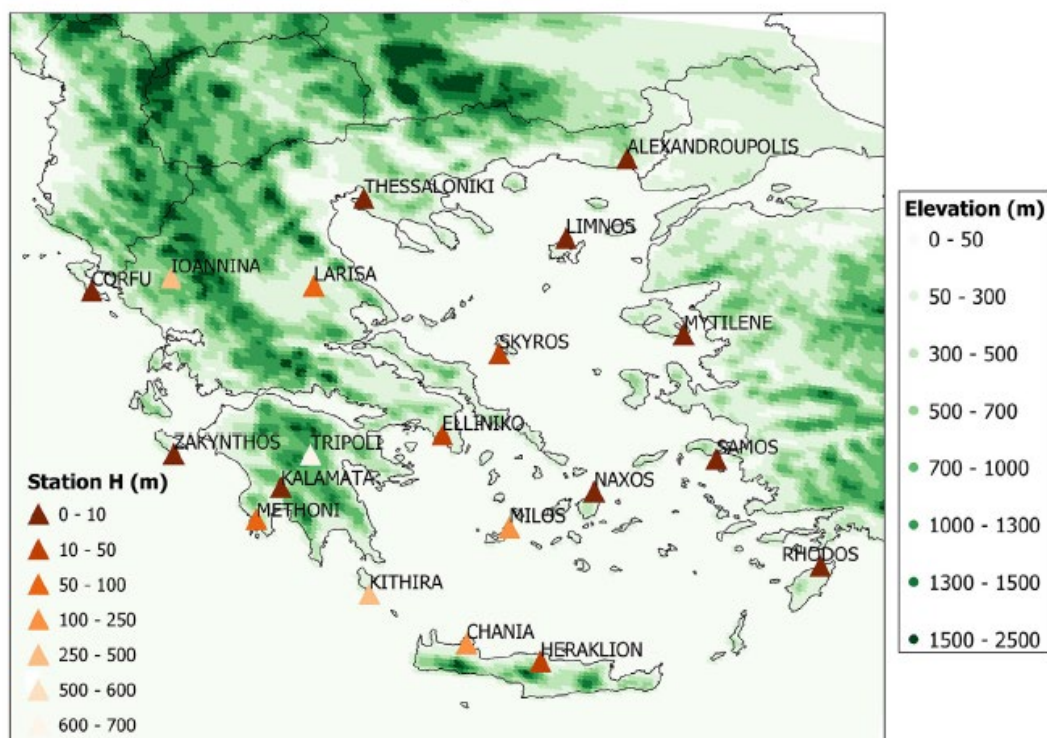 ALEXANDROUPOLIS
THESSALONIKI
LIMNOS
IOANNINA
CORFU
LARISA
MYTILENE
SKYROS
ELLINIKO
ZAKYNTHOS
TRIPOLI
SAMOS
KALAMATA
NAXOS
METHONI
MILOS
RHODOS
KITHIRA
CHANIA
HERAKLION
Station H (m)
0 - 10
10 - 50
50 - 100
100 - 250
250 - 500
500 - 600
600 - 700
Elevation (m)
0 - 50
50 - 300
300 - 500
500 - 700
700 - 1000
1000 - 1300
1300 - 1500
1500 - 2500